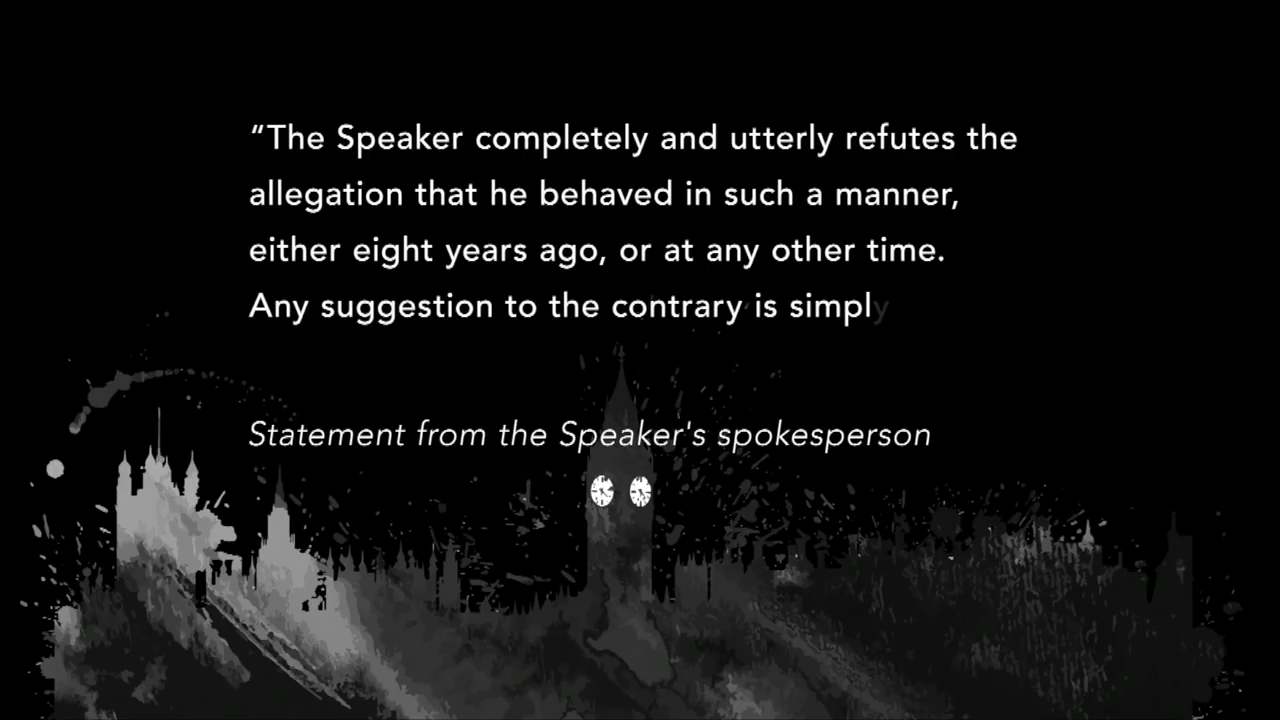 “The Speaker completely and utterly refutes the
allegation that he behaved in such a manner,
either eight years ago, or at any other time.
Any suggestion to the contrary is simply
Statement from the Speaker's spokesperson